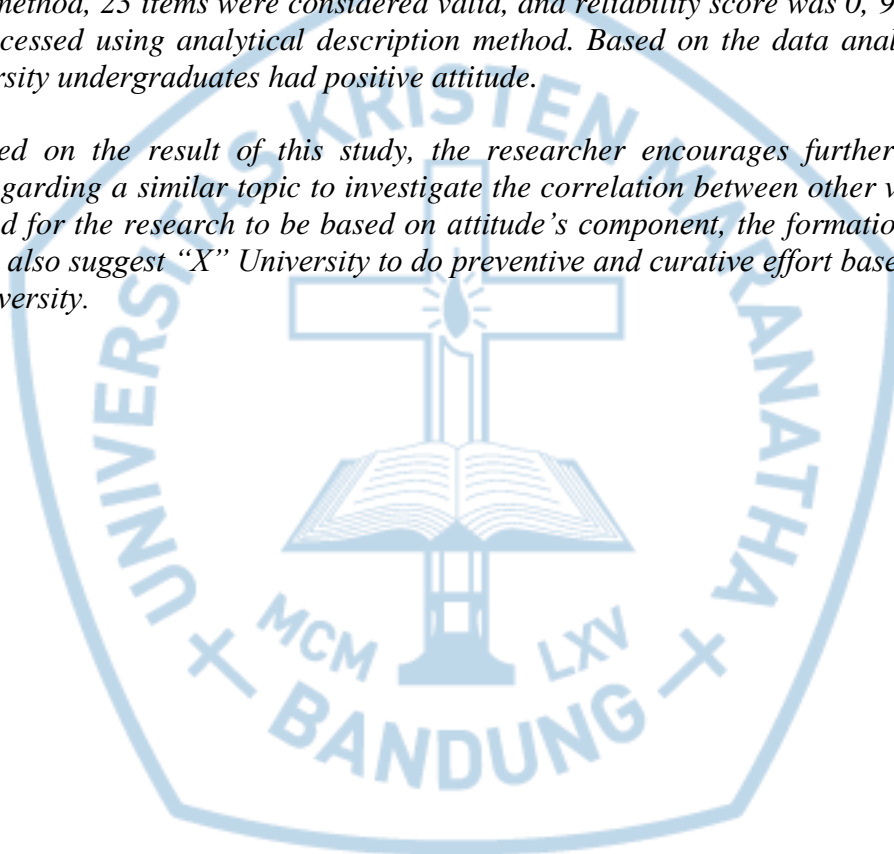 method, 23 items were considered valid, and reliability score was 0, 9
cessed using analytical description method. Based on the data anal
rsity undergraduates had positive attitude.
ed on the result of this study, the researcher encourages further
garding a similar topic to investigate the correlation between other v
d for the research to be based on attitude's component, the formatio
also suggest “X” University to do preventive and curative effort base
versity.
UNIVERSITAS KRISTEN MARANATHA
MCM LXV
BANDUNG